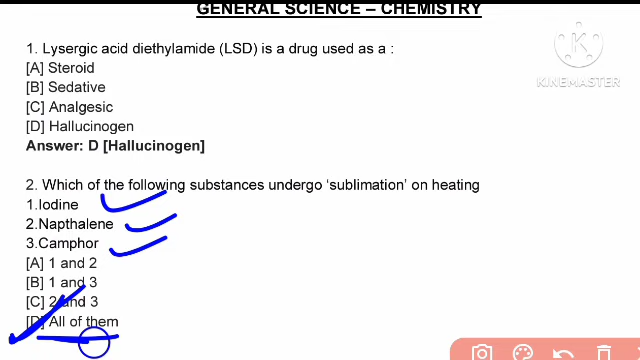 GENERAL SCIENCE – CHEMISTRY
1. Lysergic acid diethylamide (LSD) is a drug used as a :
[A] Steroid
[B] Sedative
[C] Analgesic
[D] Hallucinogen
Answer: D [Hallucinogen]
2. Which of the following substances undergo ‘sublimation’ on heating
1.Iodine
2.Napthalene
3.Camphor
[A] 1 and 2
[B] 1 and 3
[C] 2 and 3
[D] All of them
K
KINEMASTER